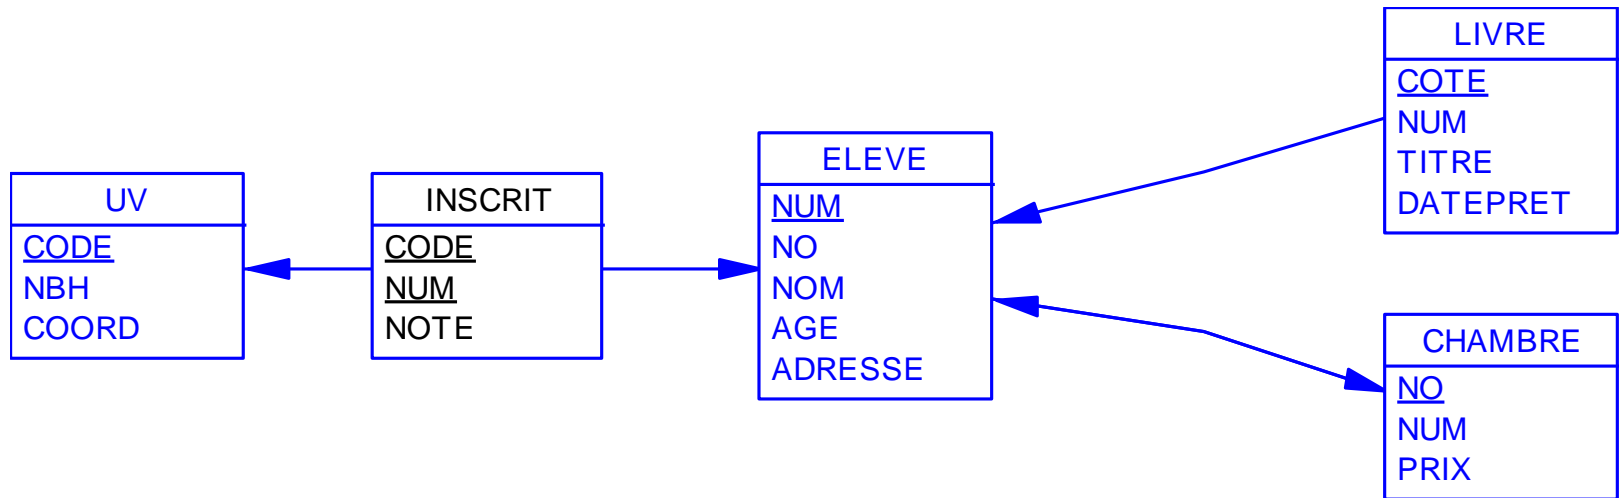 UV
CODE
NBH
COORD
INSCRIT
CODE
NUM
NOTE
ELEVE
NUM
NO
NOM
AGE
ADRESSE
LIVRE
COTE
NUM
TITRE
DATEPRET
CHAMBRE
NO
NUM
PRIX